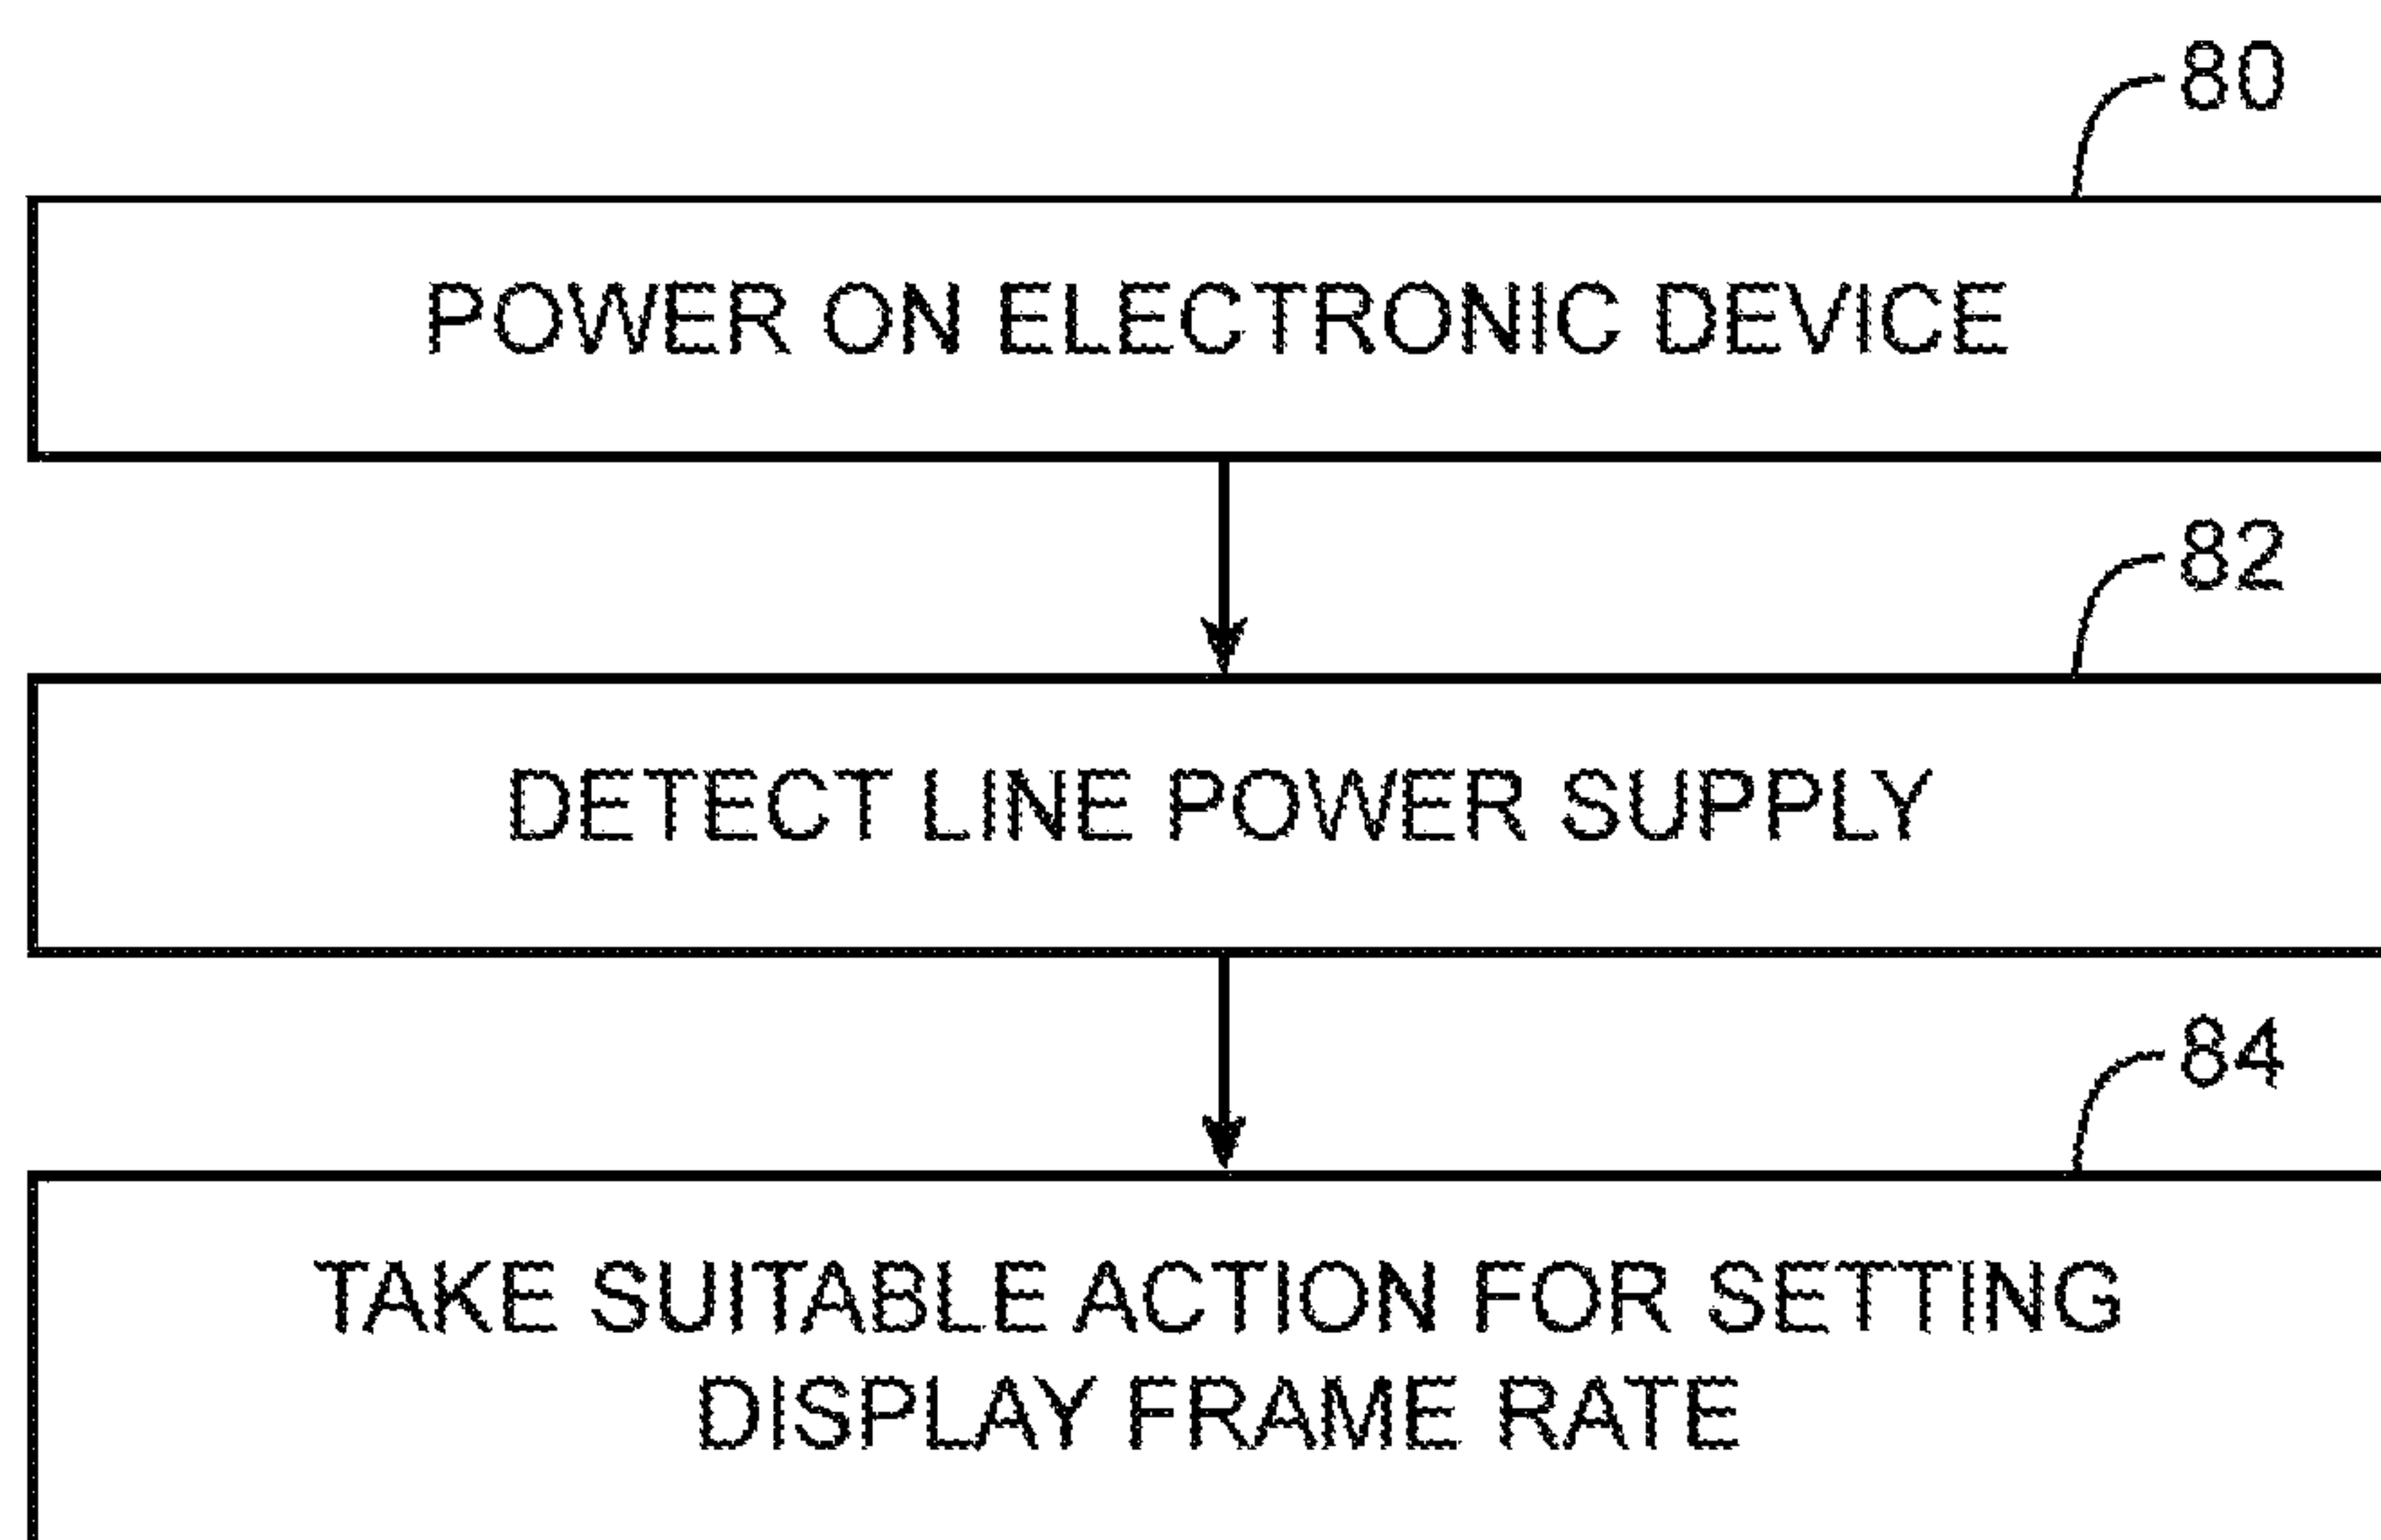 80
POWER ON ELECTRONIC DEVICE
82
DETECT LINE POWER SUPPLY
84
TAKE SUITABLE ACTION FOR SETTING
DISPLAY FRAME RATE